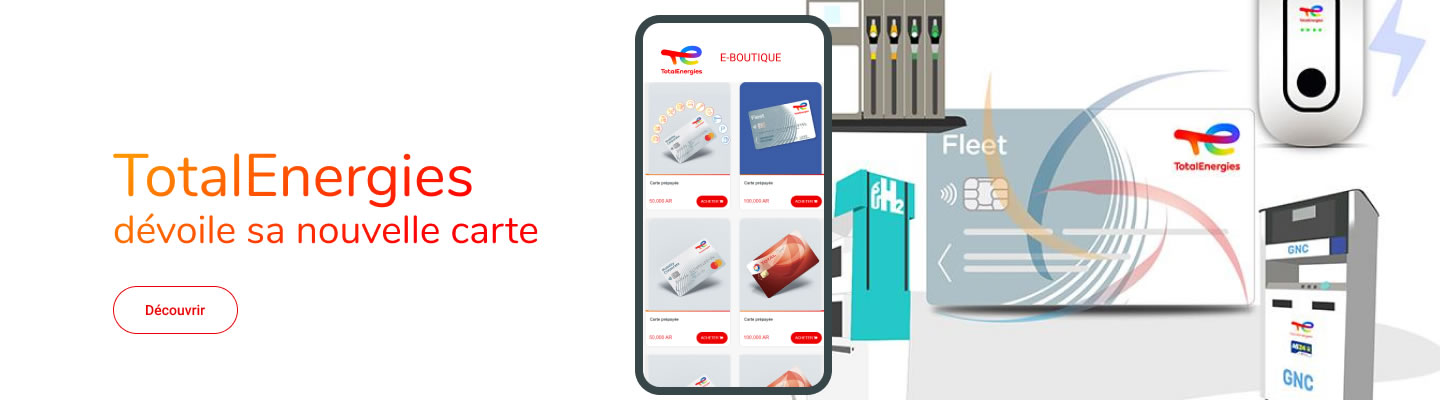 TotalEnergies
dévoile sa nouvelle carte
Découvrir
TotalEnergies
E-BOUTIQUE
Fleet
Carte prépayée
50.000 AR
ACHETER
Carte prépayée
100.000 AR
ACHETER
Carte prépayée
50.000 AR
ACHETER
Carte prépayée
100.000 AR
ACHETER
H2
Fleet
TotalEnergies
TotalEnergies
GNC
GNC